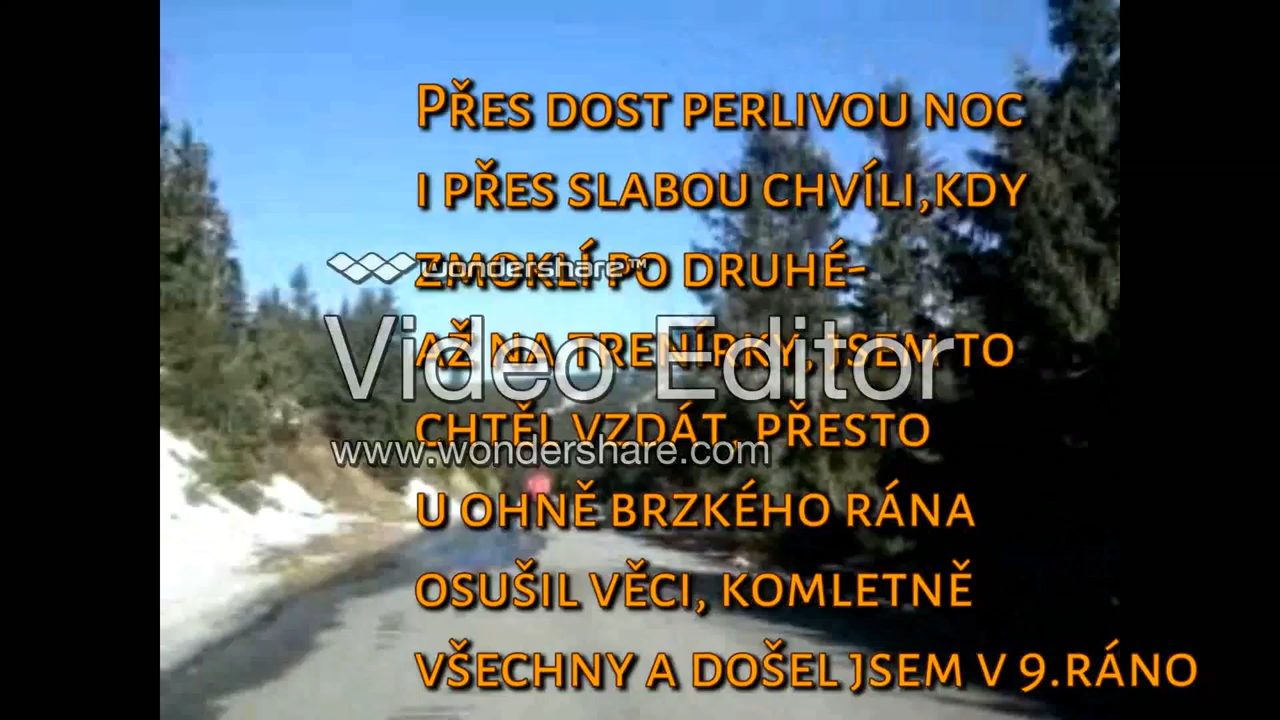 Přes dost perlivou noc
i přes slabou chvíli,kdy
zmoklí po druhé-
wondershare™
až na trenírky, jsem to
Video Editor
chtěl vzdát, přesto
www.wondershare.com
u ohně brzkého rána
osušil věci, komletně
všechny a došel jsem v 9.ráno